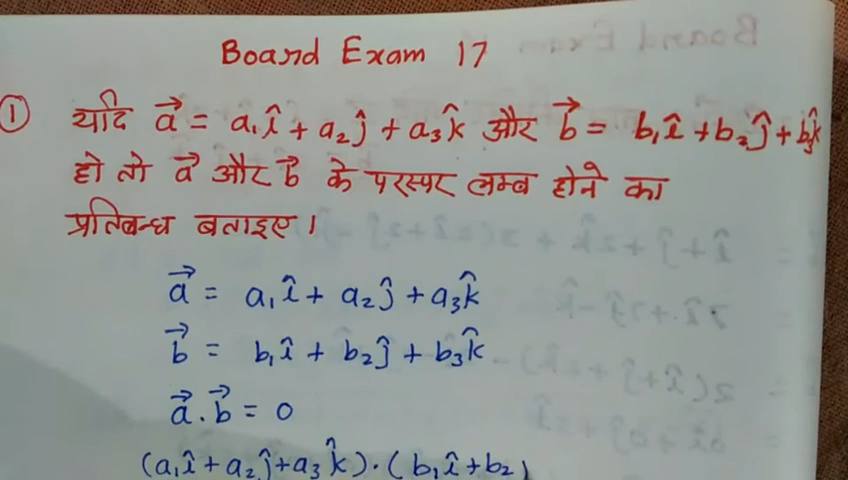 Board Exam 17
① यदि a⃗ = a₁î + a₂ĵ + a₃k̂ और b⃗ = b₁î + b₂ĵ + b₃k̂
हो तो a⃗ और b⃗ के परस्पर लम्ब होने का
प्रतिबन्ध बताइए।
a⃗ = a₁î + a₂ĵ + a₃k̂
b⃗ = b₁î + b₂ĵ + b₃k̂
a⃗.b⃗ = 0
(a₁î + a₂ĵ + a₃k̂).(b₁î + b₂)